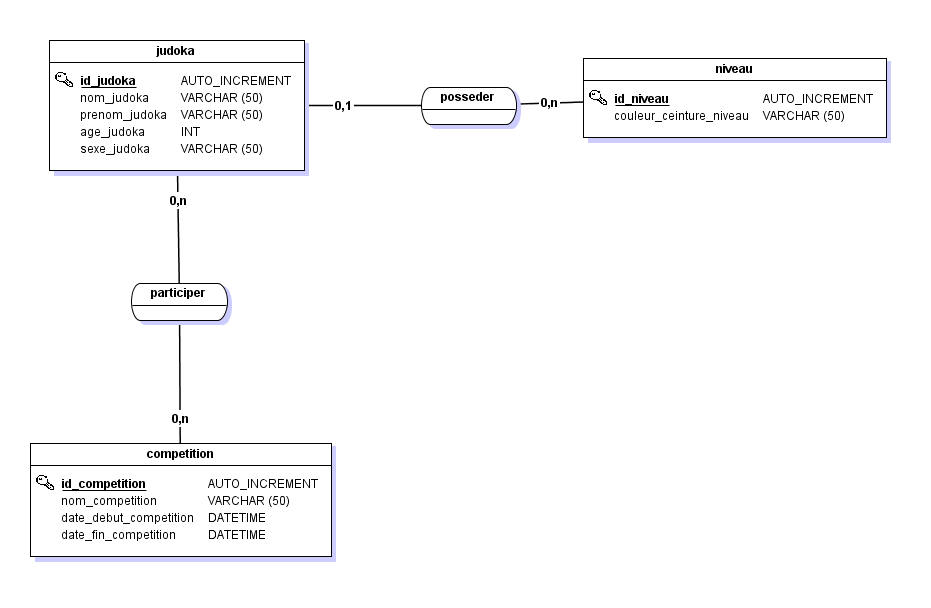 judoka
id_judoka AUTO_INCREMENT
nom_judoka VARCHAR (50)
prenom_judoka VARCHAR (50)
age_judoka INT
sexe_judoka VARCHAR (50)
0,1
posseder
0,n
niveau
id_niveau AUTO_INCREMENT
couleur_ceinture_niveau VARCHAR (50)
0,n
participer
0,n
competition
id_competition AUTO_INCREMENT
nom_competition VARCHAR (50)
date_debut_competition DATETIME
date_fin_competition DATETIME